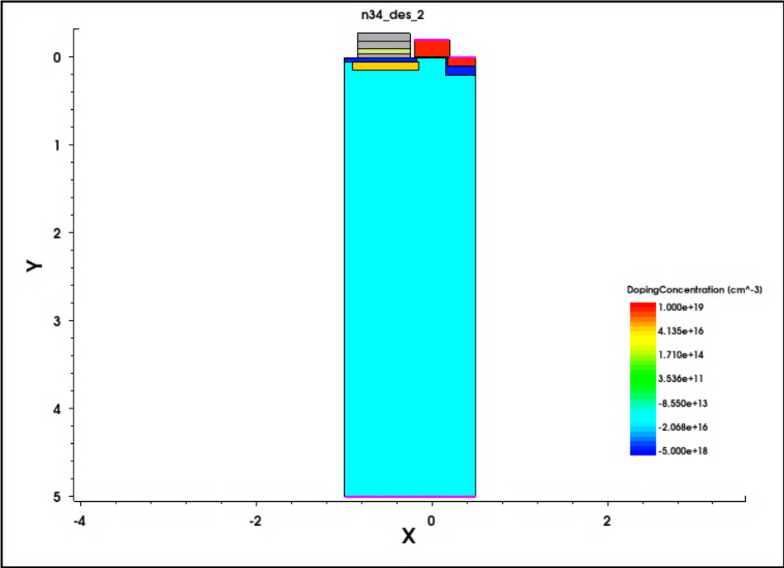 n34_des_2
0
1
2
3
4
5
Y
-4
-2
0
2
X
DopingConcentration (cm^-3)
1.000e+19
4.135e+16
1.710e+14
3.536e+11
-8.550e+13
-2.068e+16
-5.000e+18